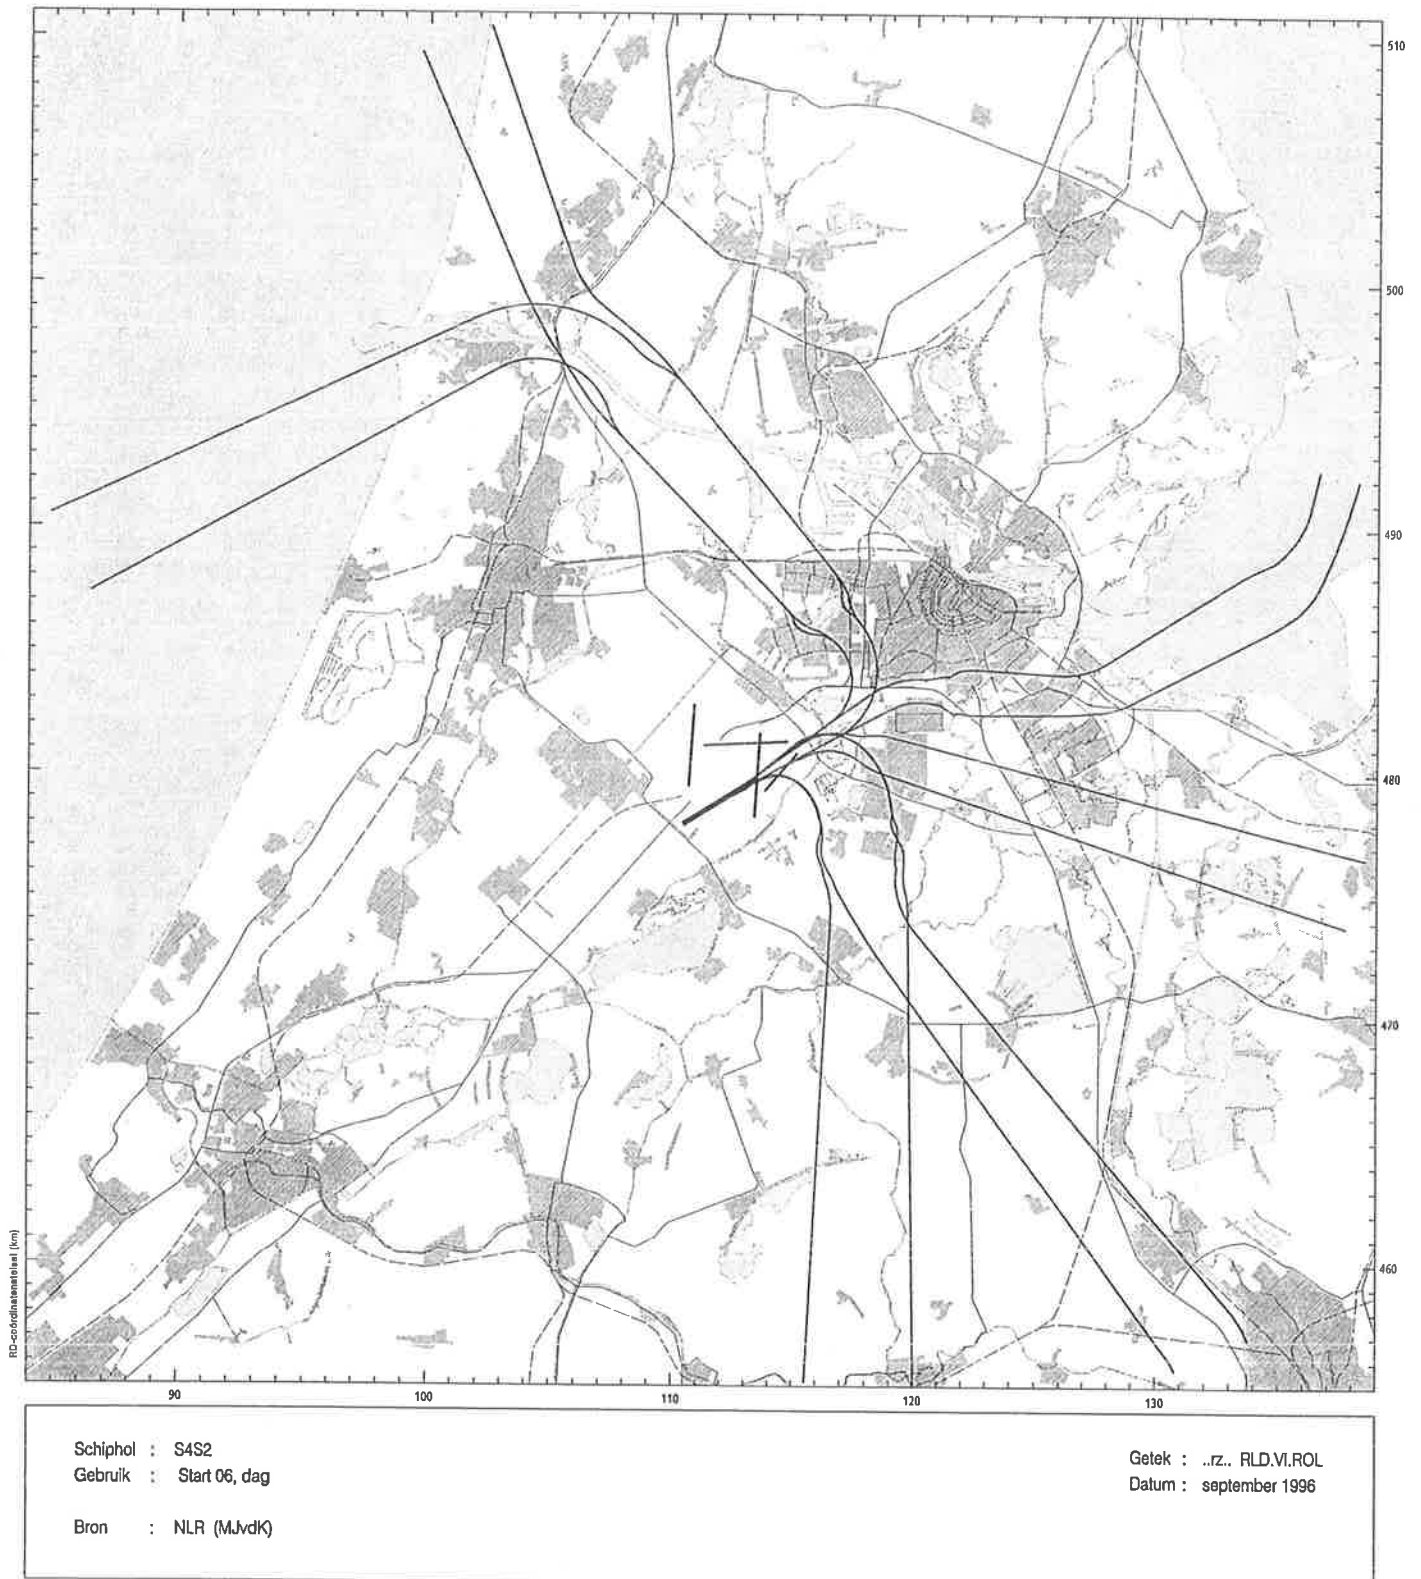 510
500
490
480
470
460
RD-coördinatenstelsel (km)
90
100
110
120
130
Schiphol : S4S2
Gebruik : Start 06, dag
Bron : NLR (MJvdK)
Getek : ..rz.. RLD.VI.ROL
Datum : september 1996